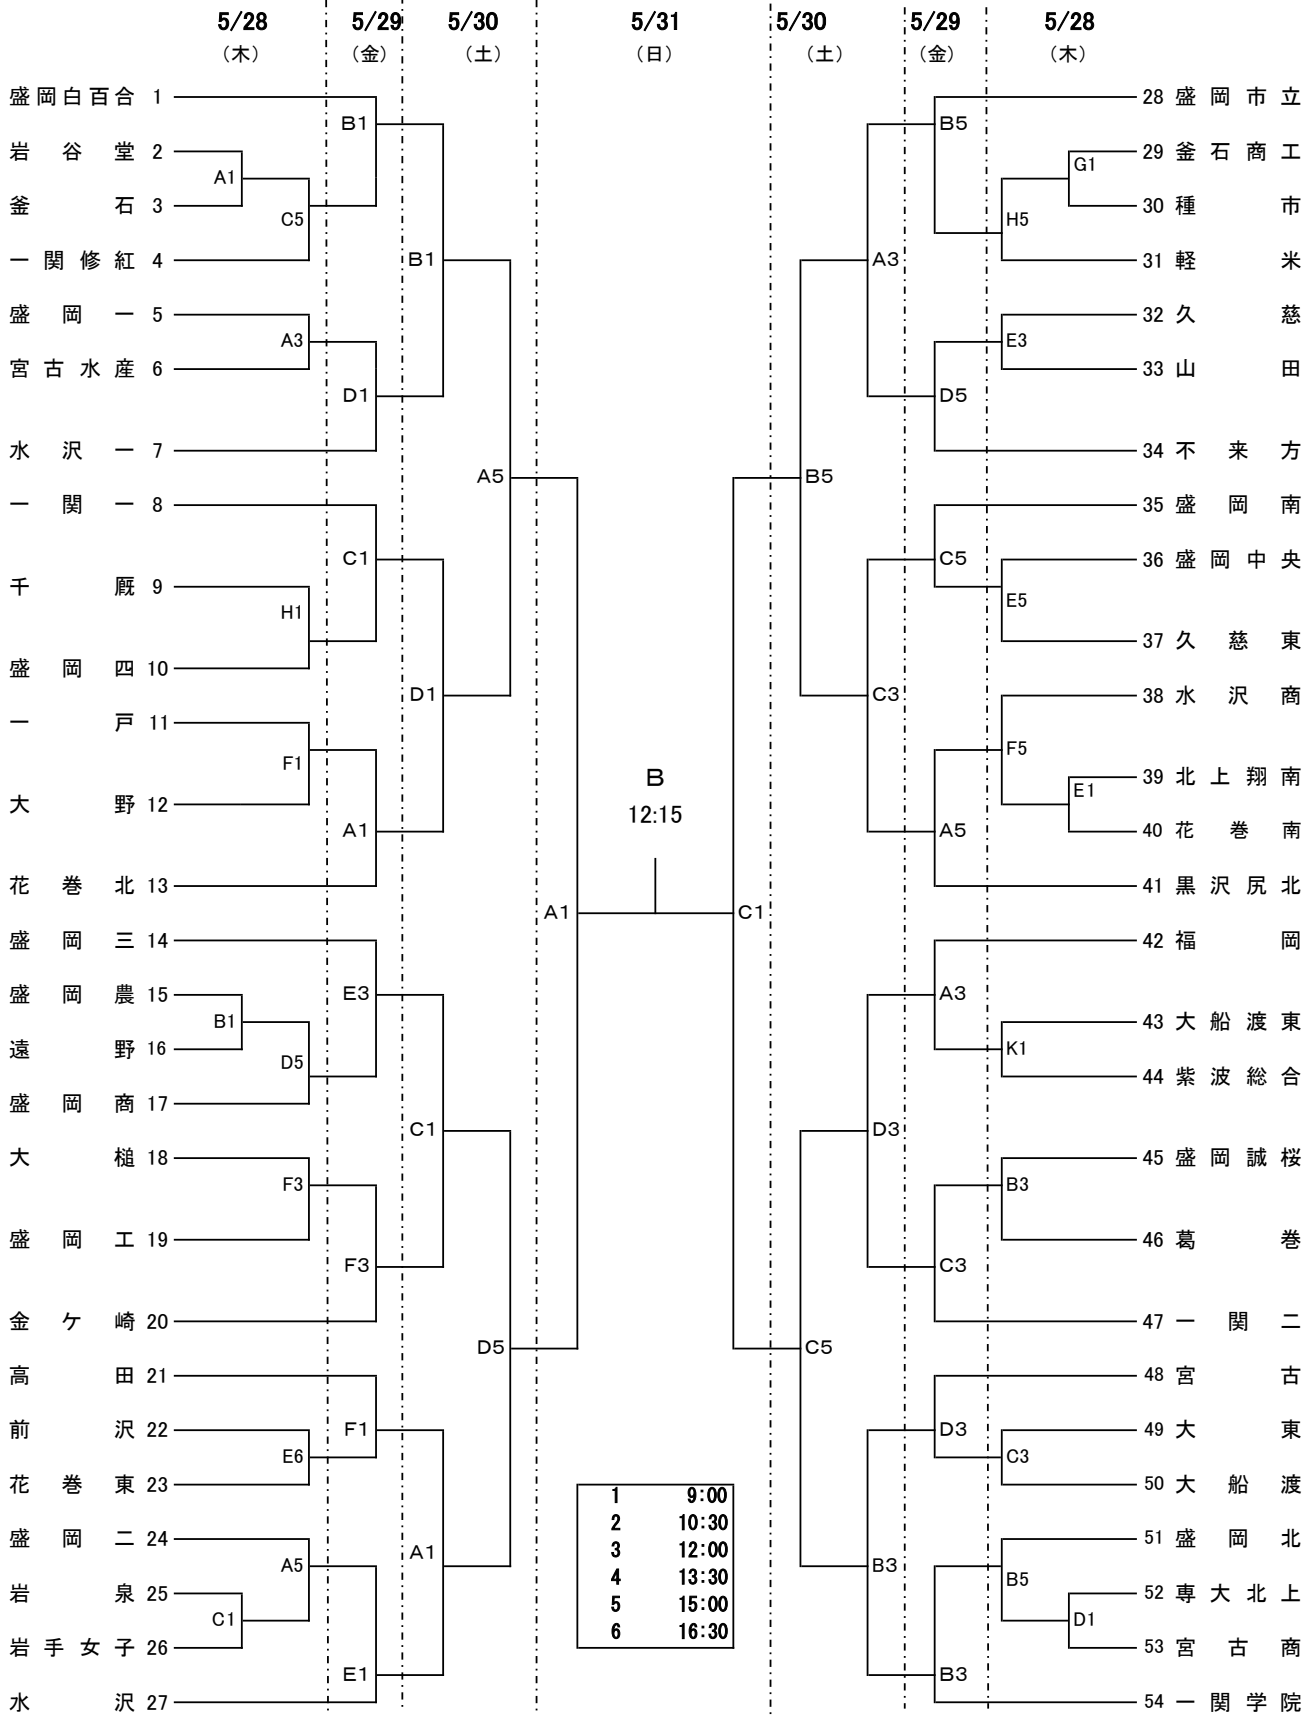 5/28 5/29 5/30 5/31 5/30 5/29 5/28
（木） （金） （土） （日） （土） （金） （木）
盛岡白百合 1
岩谷堂 2
釜石 3
一関修紅 4
盛岡一 5
宮古水産 6
水沢一 7
一関一 8
千厩 9
盛岡四 10
一戸 11
大野 12
花巻北 13
盛岡三 14
盛岡農 15
遠野 16
盛岡商 17
大槌 18
盛岡工 19
金ケ崎 20
高田 21
前沢 22
花巻東 23
盛岡二 24
岩泉 25
岩手女子 26
水沢 27
A1
C5
A3
H1
F1
B1
D5
F3
E6
A5
C1
B1
D1
C1
A1
E3
F3
F1
E1
B1
D1
C1
A1
A5
D5
A1
B
12:15
C1
1 9:00
2 10:30
3 12:00
4 13:30
5 15:00
6 16:30
B5
C5
A3
C3
D3
B3
B5
D5
C5
A5
A3
C3
D3
B3
G1
H5
E3
E5
F5
E1
K1
B3
C3
B5
D1
28 盛岡市立
29 釜石商工
30 種市
31 軽米
32 久慈
33 山田
34 不来方
35 盛岡南
36 盛岡中央
37 久慈東
38 水沢商
39 北上翔南
40 花巻南
41 黒沢尻北
42 福岡
43 大船渡東
44 紫波総合
45 盛岡誠桜
46 葛巻
47 一関二
48 宮古
49 大東
50 大船渡
51 盛岡北
52 専大北上
53 宮古商
54 一関学院